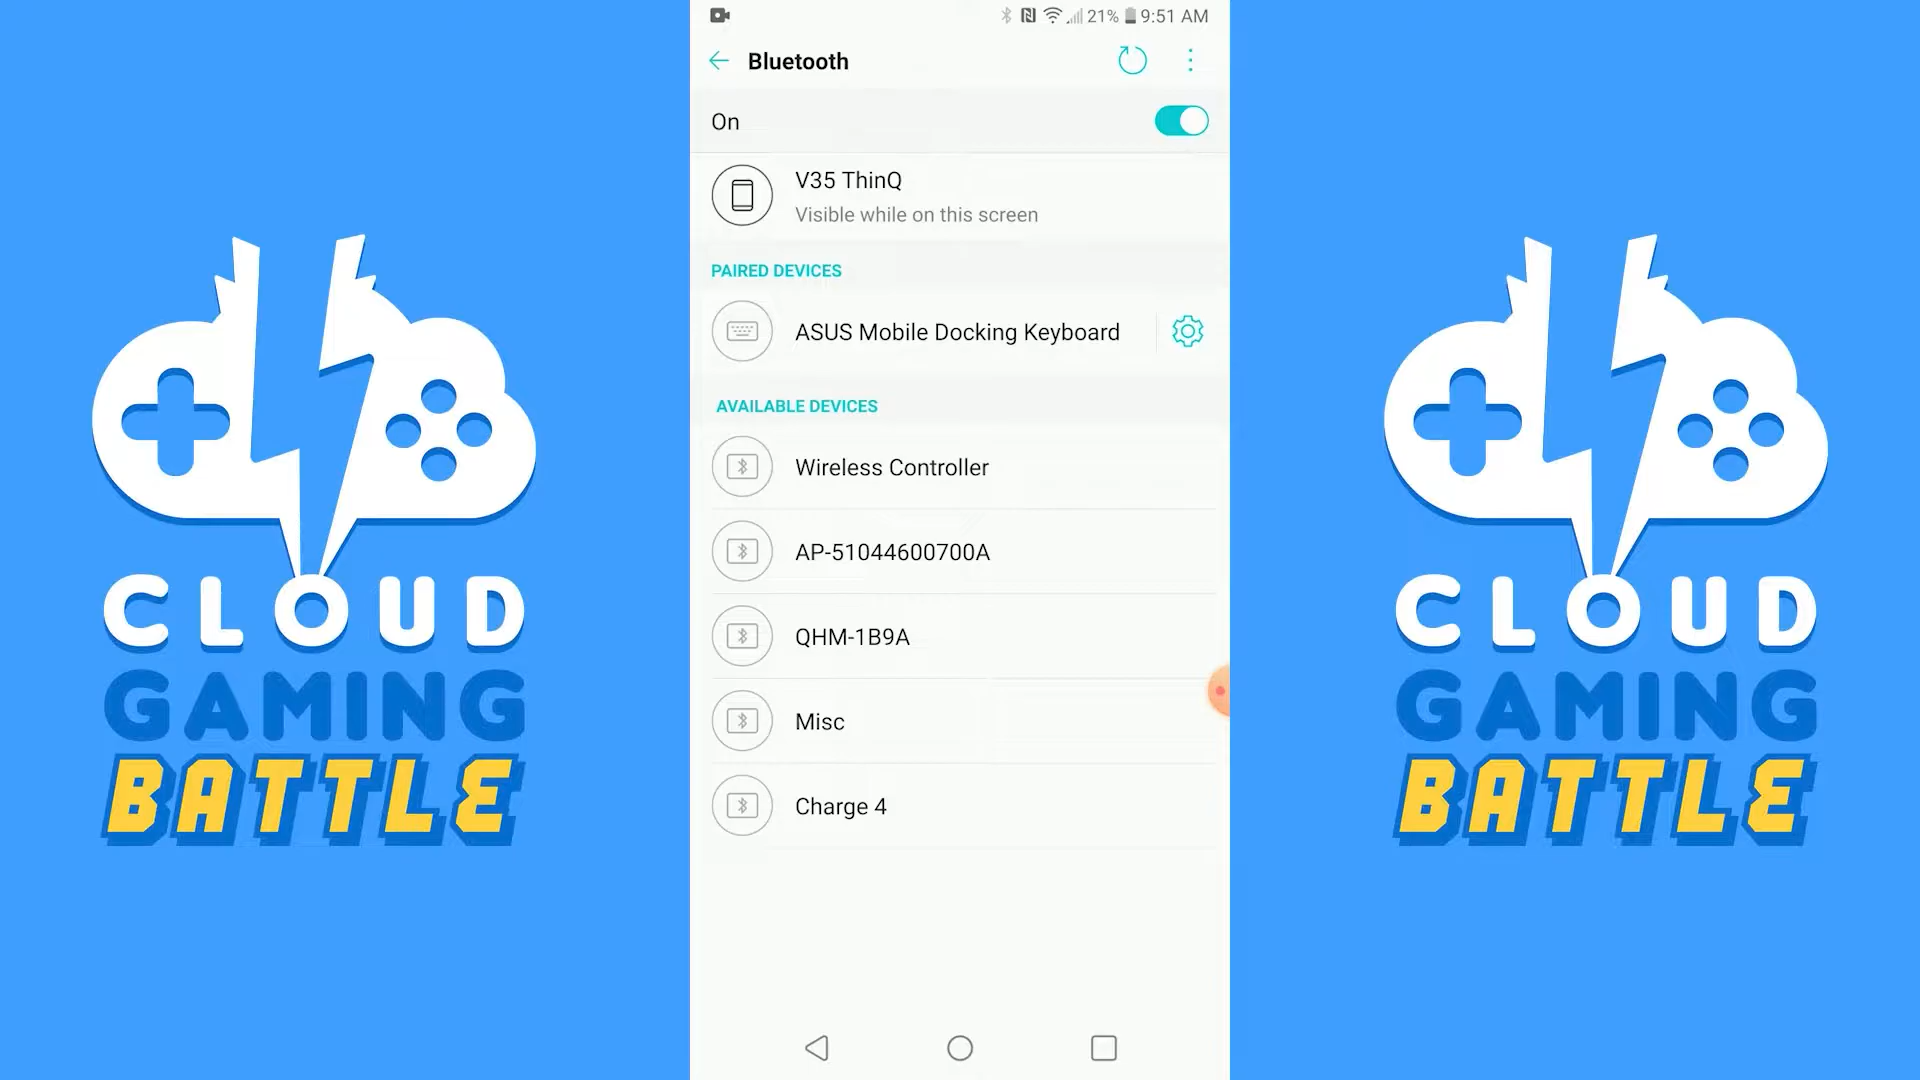 21% 9:51 AM
Bluetooth
On
V35 ThinQ
Visible while on this screen
PAIRED DEVICES
ASUS Mobile Docking Keyboard
AVAILABLE DEVICES
Wireless Controller
AP-51044600700A
QHM-1B9A
Misc
Charge 4
CLOUD
GAMING
BATTLE
CLOUD
GAMING
BATTLE